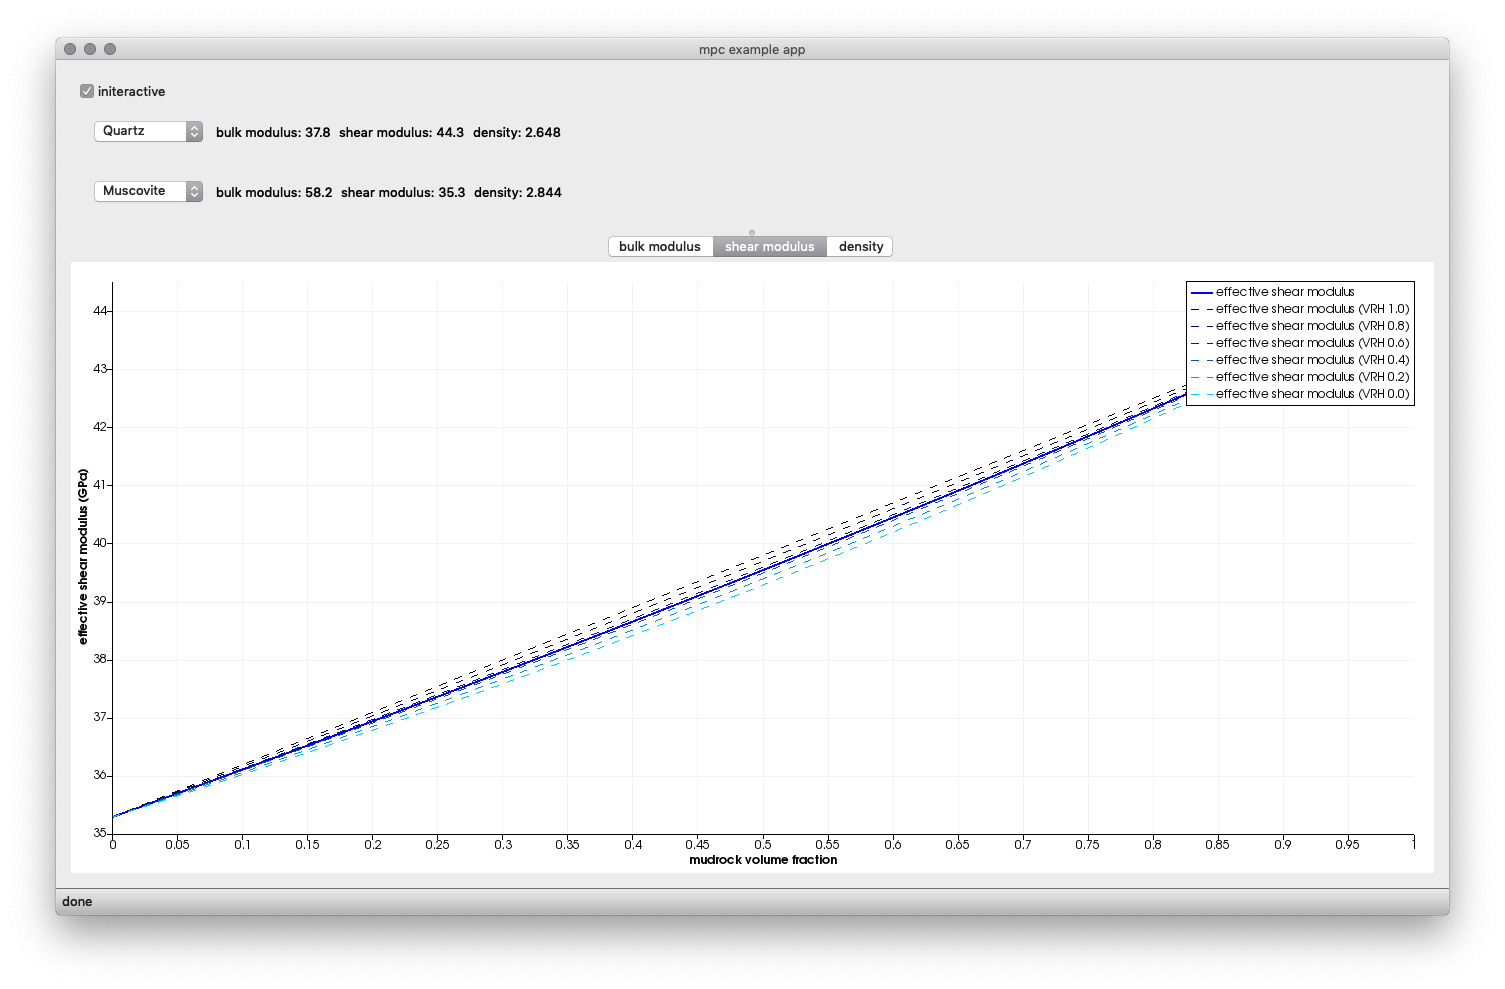 mpc example app
initeractive
Quartz bulk modulus: 37.8 shear modulus: 44.3 density: 2.648
Muscovite bulk modulus: 58.2 shear modulus: 35.3 density: 2.844
bulk modulus shear modulus density
effective shear modulus
effective shear modulus (VRH 1.0)
effective shear modulus (VRH 0.8)
effective shear modulus (VRH 0.6)
effective shear modulus (VRH 0.4)
effective shear modulus (VRH 0.2)
effective shear modulus (VRH 0.0)
44
43
42
41
40
39
38
37
36
35
effective shear modulus (GPa)
0 0.05 0.1 0.15 0.2 0.25 0.3 0.35 0.4 0.45 0.5 0.55 0.6 0.65 0.7 0.75 0.8 0.85 0.9 0.95 1
mudrock volume fraction
done